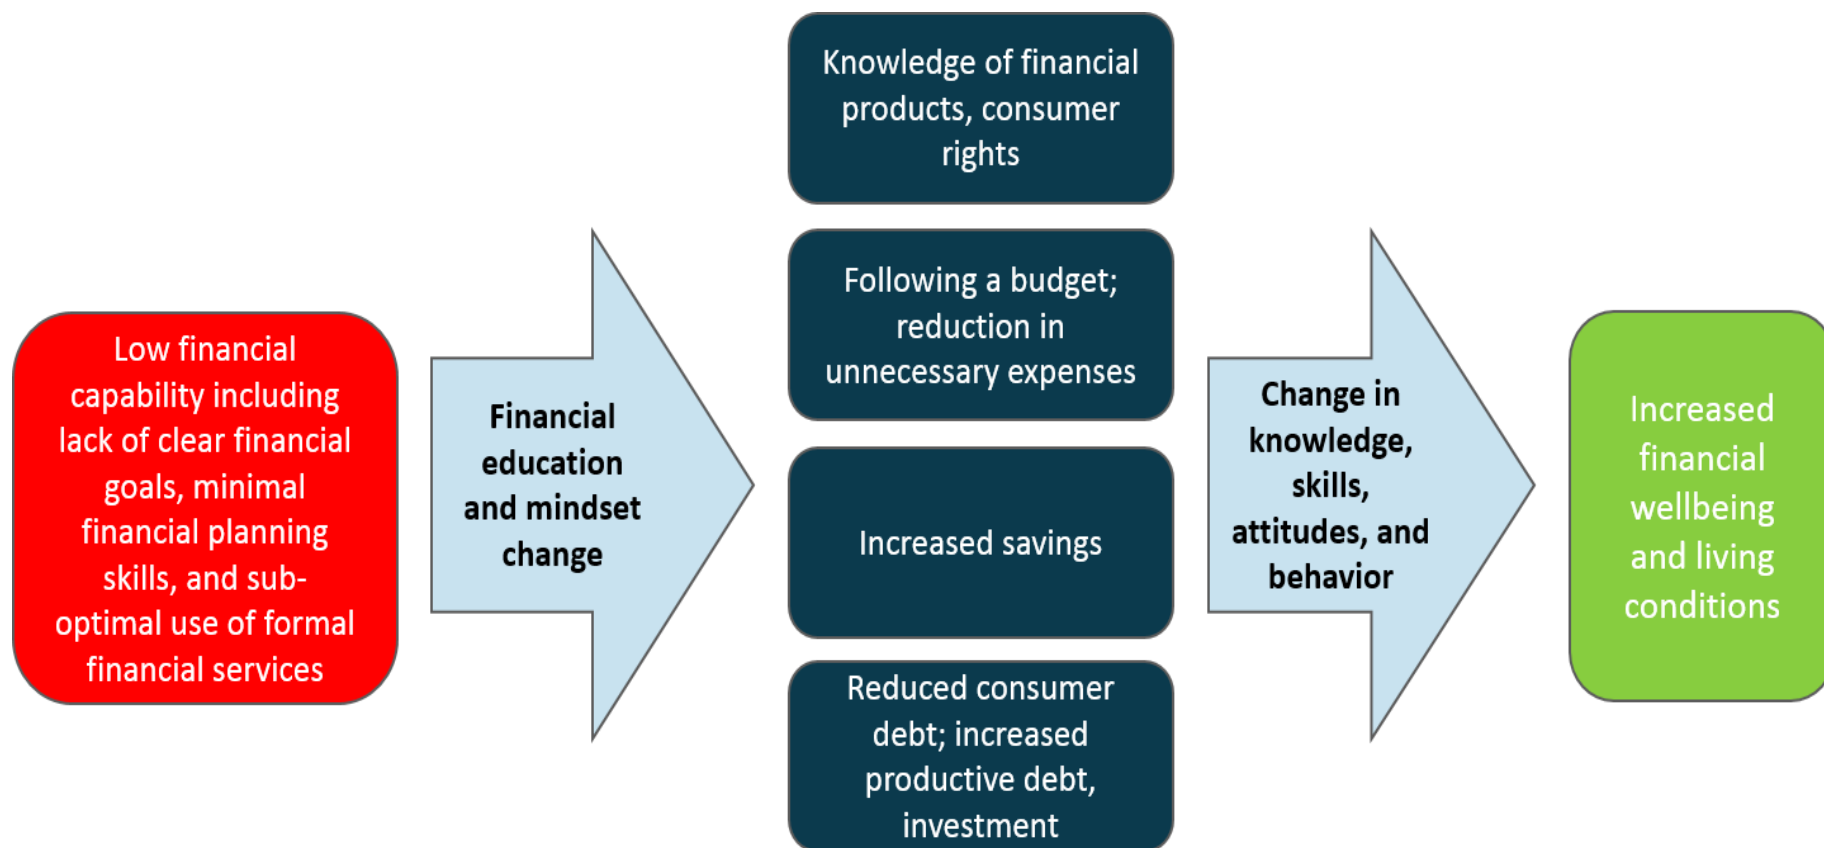 Low financial
capability including
lack of clear financial
goals, minimal
financial planning
skills, and sub-
optimal use of formal
financial services
Financial
education
and mindset
change
Knowledge of financial
products, consumer
rights
Following a budget;
reduction in
unnecessary expenses
Increased savings
Reduced consumer
debt; increased
productive debt,
investment
Change in
knowledge,
skills,
attitudes, and
behavior
Increased
financial
wellbeing
and living
conditions